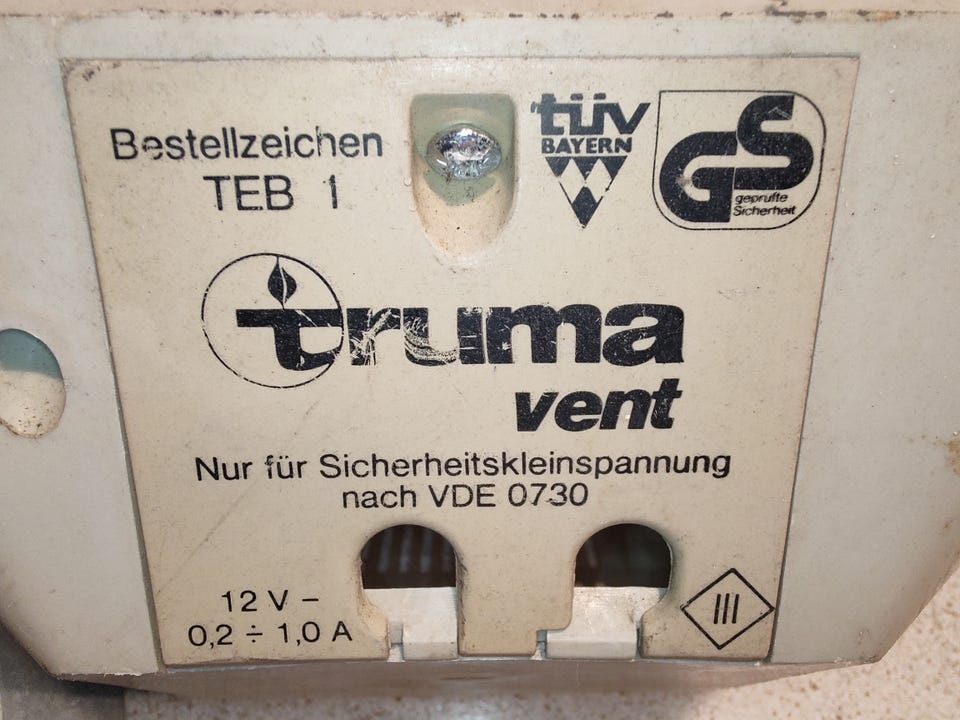 Bestellzeichen
TEB 1
tüv
BAYERN
GS
geprüfte
Sicherheit
truma
vent
Nur für Sicherheitskleinspannung
nach VDE 0730
12 V –
0,2 ÷ 1,0 A
III